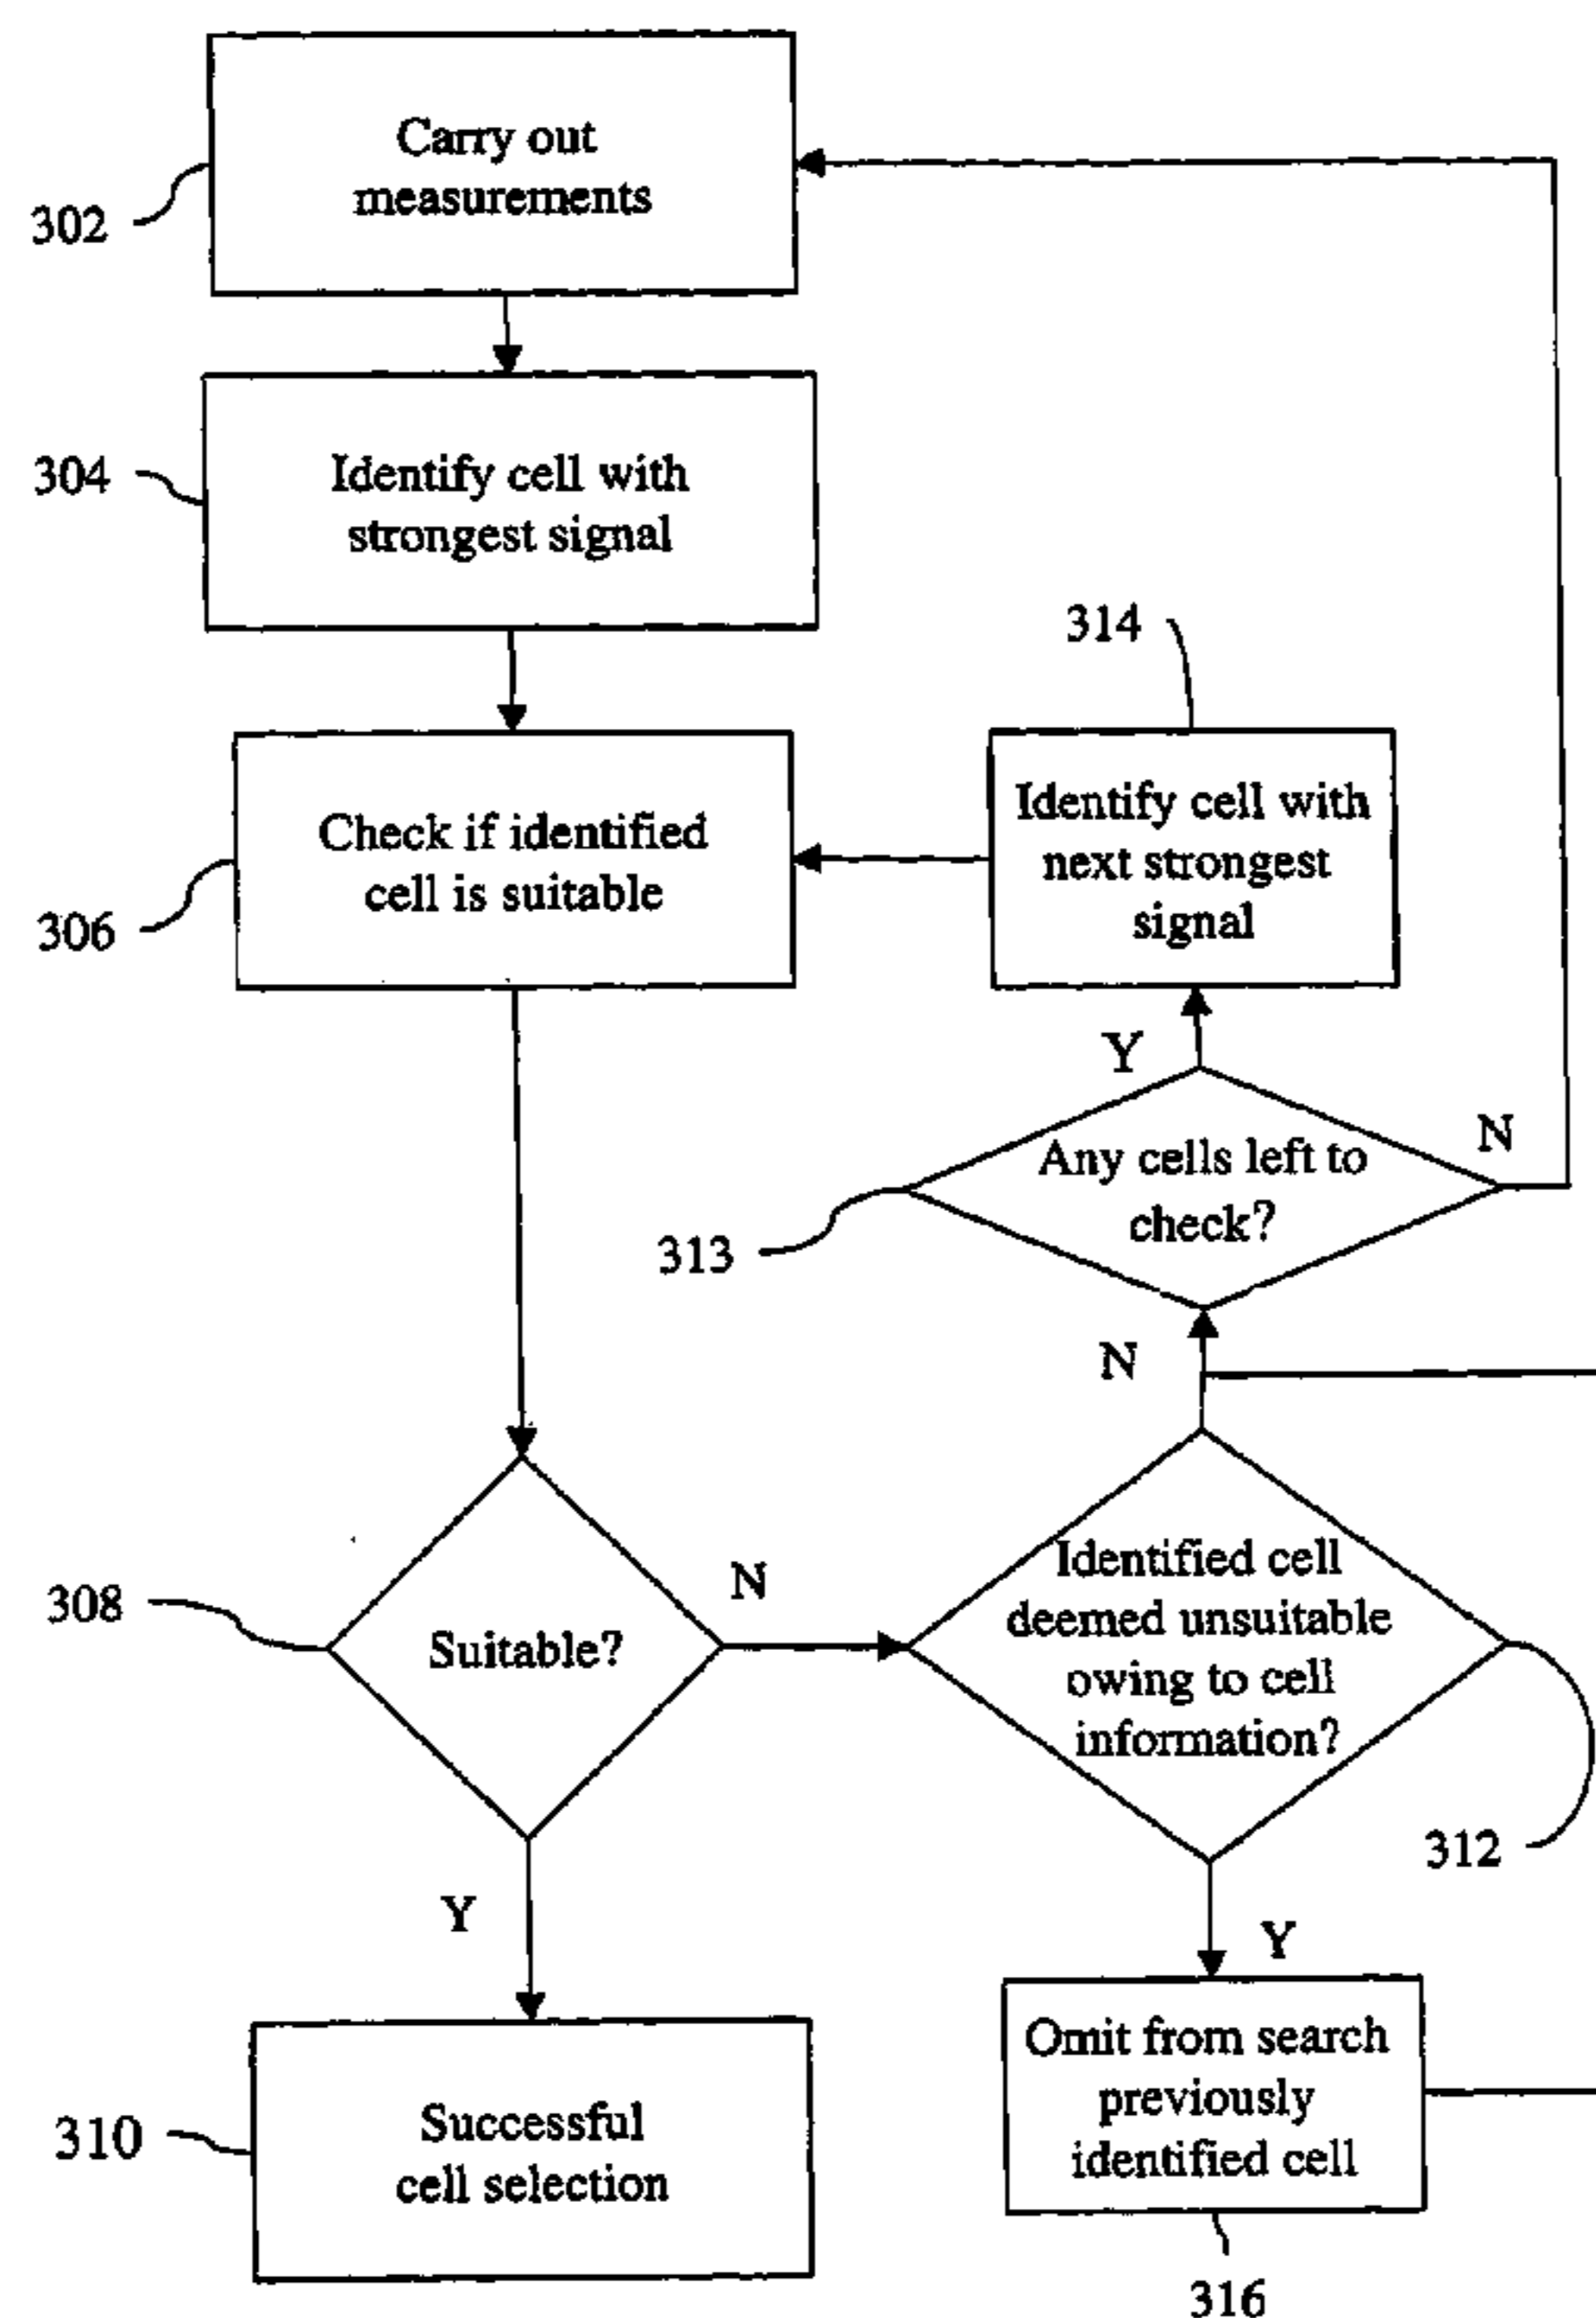 Carry out
measurements
302
304
Identify cell with
strongest signal
314
Check if identified
cell is suitable
306
Identify cell with
next strongest
signal
Y
N
Any cells left to
check?
313
N
308
Suitable?
N
Identified cell
deemed unsuitable
owing to cell
information?
312
Y
Y
310
Successful
cell selection
Omit from search
previously
identified cell
316